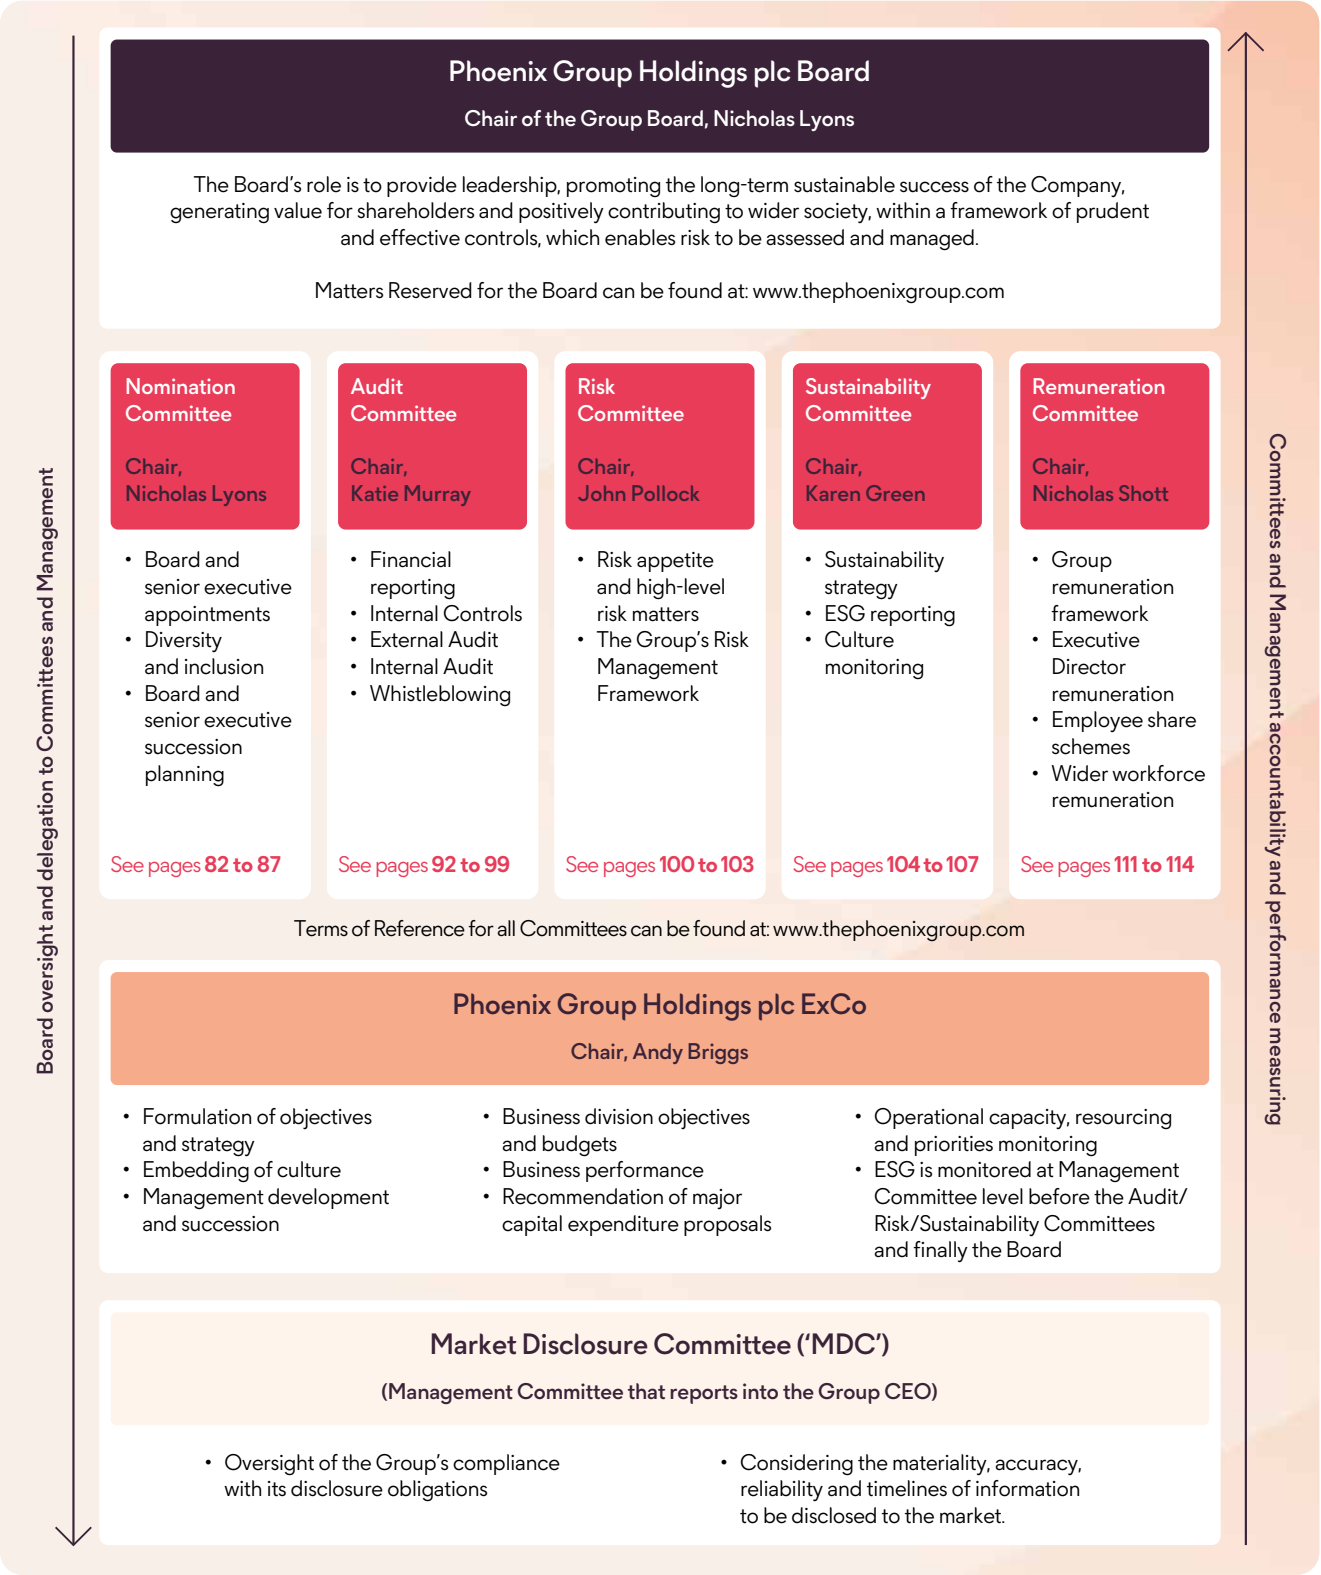 Phoenix Group Holdings plc Board
Chair of the Group Board, Nicholas Lyons
The Board’s role is to provide leadership, promoting the long-term sustainable success of the Company,
generating value for shareholders and positively contributing to wider society, within a framework of prudent
and effective controls, which enables risk to be assessed and managed.
Matters Reserved for the Board can be found at: www.thephoenixgroup.com
Nomination
Committee
Chair,
Nicholas Lyons
• Board and
senior executive
appointments
• Diversity
and inclusion
• Board and
senior executive
succession
planning
See pages 82 to 87
Audit
Committee
Chair,
Katie Murray
• Financial
reporting
• Internal Controls
• External Audit
• Internal Audit
• Whistleblowing
See pages 92 to 99
Risk
Committee
Chair,
John Pollock
• Risk appetite
and high-level
risk matters
• The Group’s Risk
Management
Framework
See pages 100 to 103
Sustainability
Committee
Chair,
Karen Green
• Sustainability
strategy
• ESG reporting
• Culture
monitoring
See pages 104 to 107
Remuneration
Committee
Chair,
Nicholas Shott
• Group
remuneration
framework
• Executive
Director
remuneration
• Employee share
schemes
• Wider workforce
remuneration
See pages 111 to 114
Terms of Reference for all Committees can be found at: www.thephoenixgroup.com
Phoenix Group Holdings plc ExCo
Chair, Andy Briggs
• Formulation of objectives
and strategy
• Embedding of culture
• Management development
and succession
• Business division objectives
and budgets
• Business performance
• Recommendation of major
capital expenditure proposals
• Operational capacity, resourcing
and priorities monitoring
• ESG is monitored at Management
Committee level before the Audit/
Risk/Sustainability Committees
and finally the Board
Market Disclosure Committee (‘MDC’)
(Management Committee that reports into the Group CEO)
• Oversight of the Group’s compliance
with its disclosure obligations
• Considering the materiality, accuracy,
reliability and timelines of information
to be disclosed to the market.
Board oversight and delegation to Committees and Management
Committees and Management accountability and performance measuring